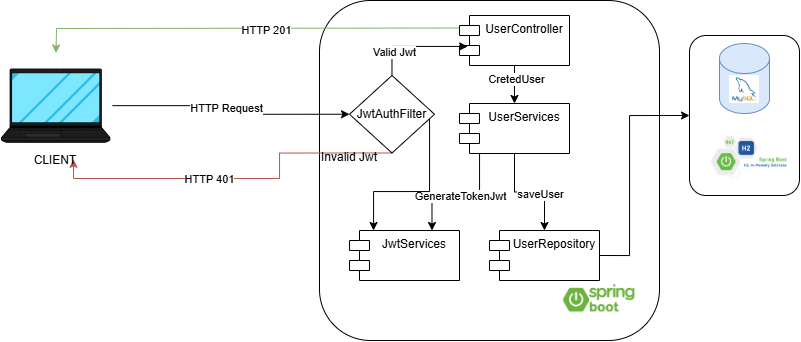 HTTP 201
UserController
Valid Jwt
CretedUser
MySQL
HTTP Request
JwtAuthFilter
UserServices
CLIENT
Invalid Jwt
HTTP 401
H2
Spring Boot
H2, In-Memory Database
GenerateTokenJwt
saveUser
JwtServices
UserRepository
spring
boot